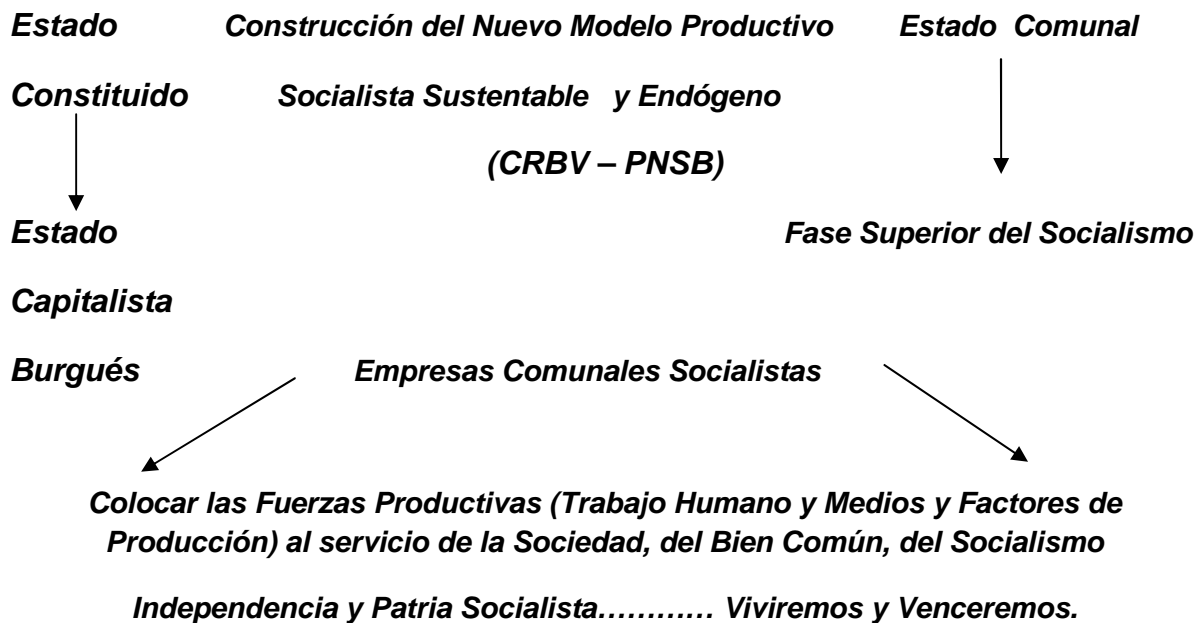 Estado Construcción del Nuevo Modelo Productivo Estado Comunal
Constituido Socialista Sustentable y Endógeno
(CRBV – PNSB)
Estado Fase Superior del Socialismo
Capitalista
Burgués Empresas Comunales Socialistas
Colocar las Fuerzas Productivas (Trabajo Humano y Medios y Factores de
Producción) al servicio de la Sociedad, del Bien Común, del Socialismo
Independencia y Patria Socialista………… Viviremos y Venceremos.